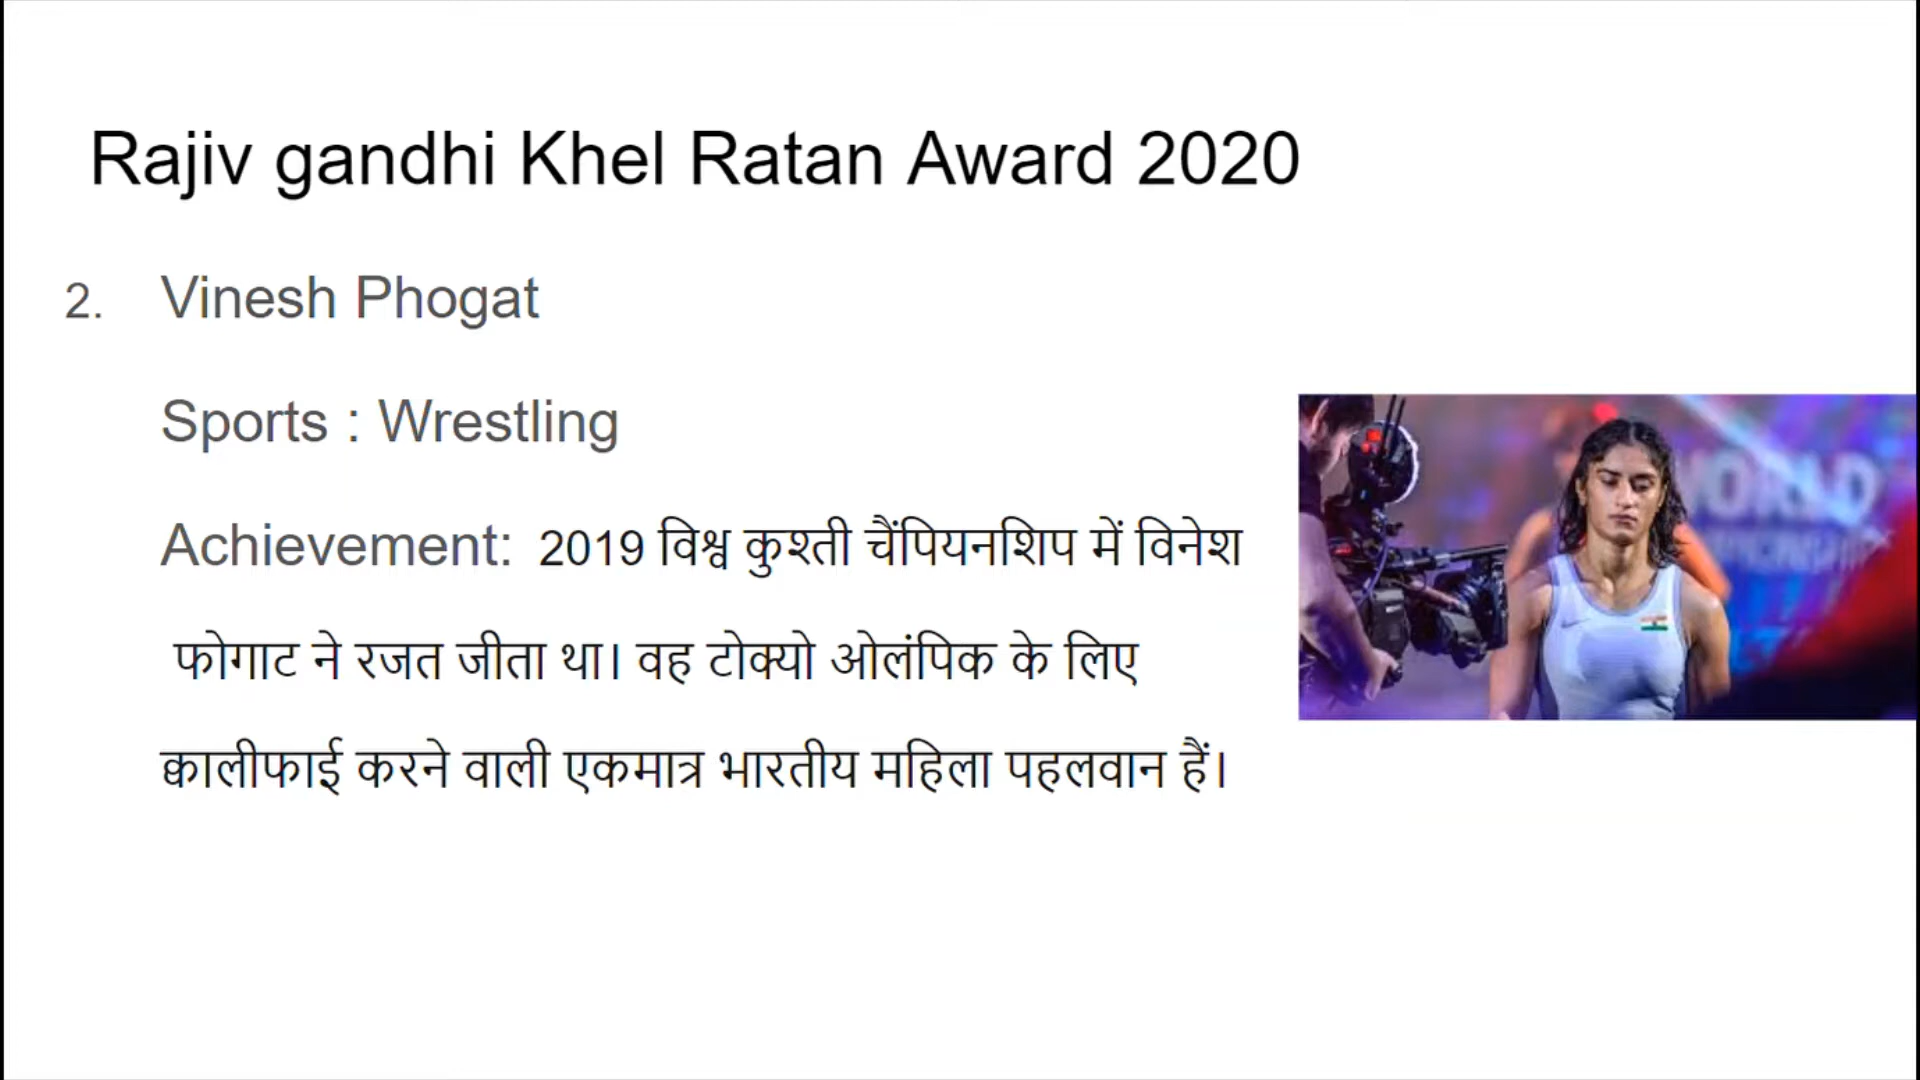 Rajiv gandhi Khel Ratan Award 2020
2. Vinesh Phogat
Sports : Wrestling
Achievement: 2019 विश्व कुश्ती चैंपियनशिप में विनेश
फोगाट ने रजत जीता था। वह टोक्यो ओलंपिक के लिए
क्वालीफाई करने वाली एकमात्र भारतीय महिला पहलवान हैं।
WORLD